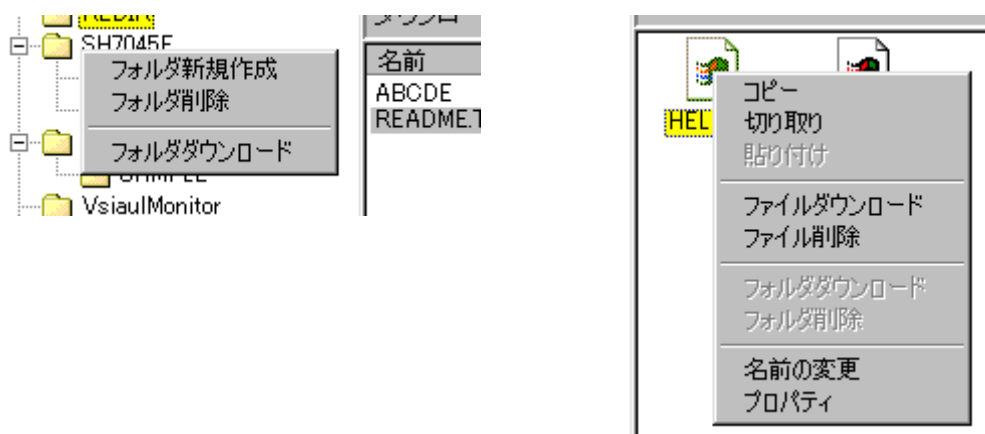 SH7045F
フォルダ新規作成
フォルダ削除
フォルダダウンロード
VsiaulMonitor
名前
ABCDE
README.T
HEL
コピー
切り取り
貼り付け
ファイルダウンロード
ファイル削除
フォルダダウンロード
フォルダ削除
名前の変更
プロパティ